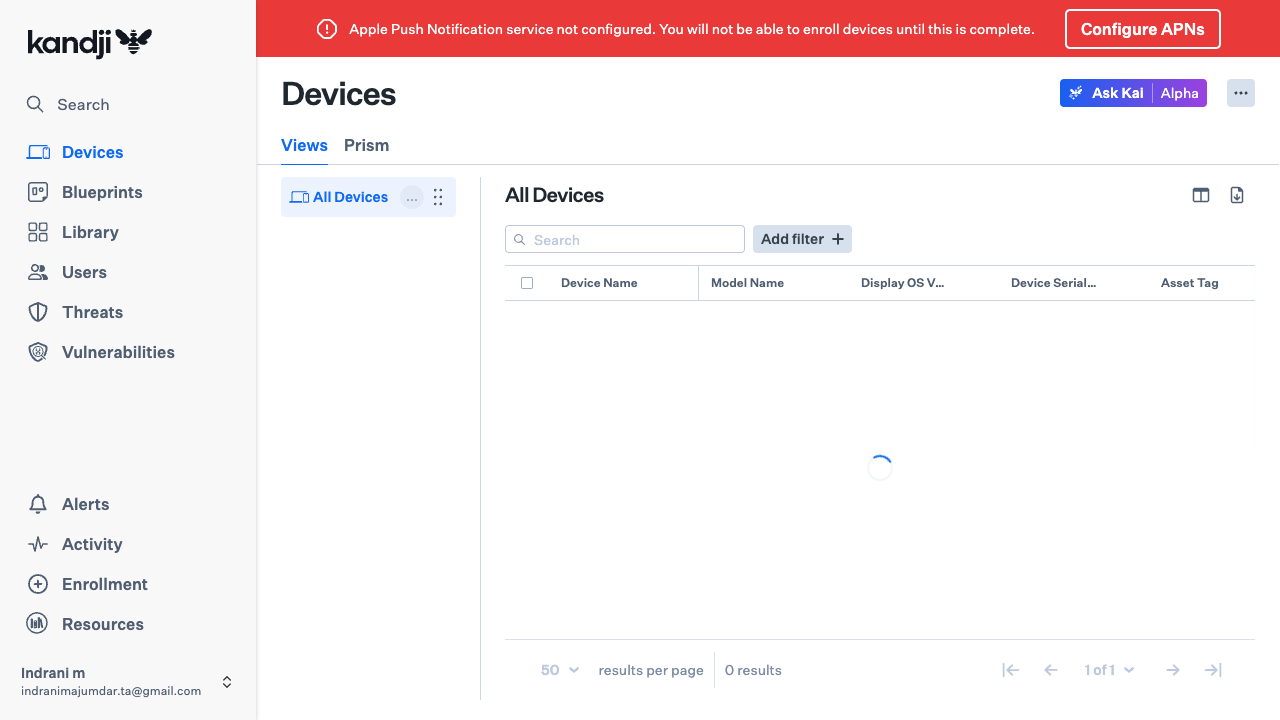 Apple Push Notification service not configured. You will not be able to enroll devices until this is complete.
Configure APNs
kandji
Search
Devices
Blueprints
Library
Users
Threats
Vulnerabilities
Alerts
Activity
Enrollment
Resources
Indrani m
indranimajumdar.ta@gmail.com
Devices
Ask Kai
Alpha
Views
Prism
All Devices
...
All Devices
Search
Add filter
Device Name
Model Name
Display OS V...
Device Serial...
Asset Tag
50
results per page
0 results
1 of 1